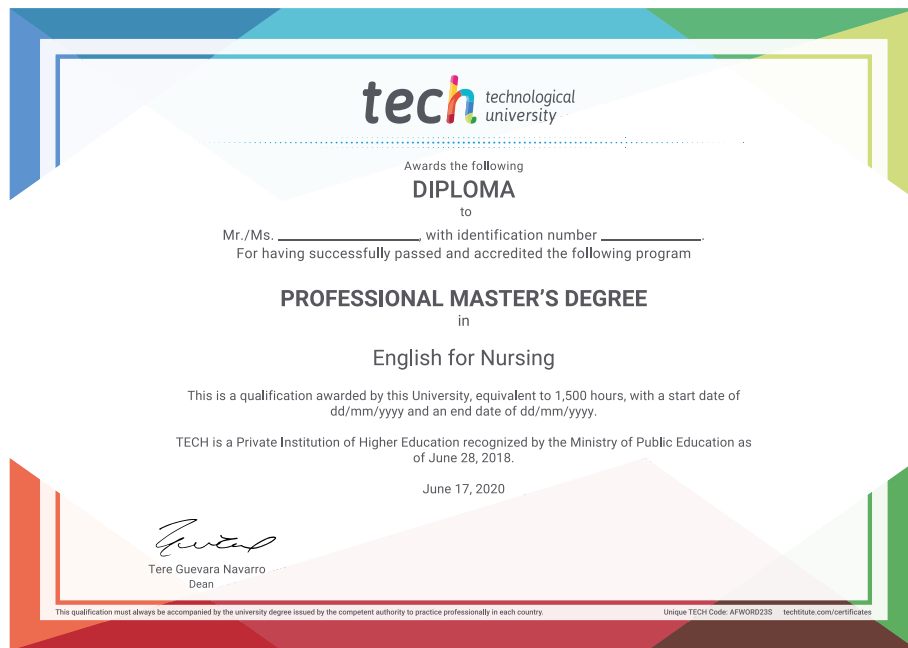 tech technological
university
Awards the following
DIPLOMA
to
Mr./Ms. ____________________, with identification number ______________.
For having successfully passed and accredited the following program
PROFESSIONAL MASTER'S DEGREE
in
English for Nursing
This is a qualification awarded by this University, equivalent to 1,500 hours, with a start date of
dd/mm/yyyy and an end date of dd/mm/yyyy.
TECH is a Private Institution of Higher Education recognized by the Ministry of Public Education as
of June 28, 2018.
June 17, 2020
Tere Guevara Navarro
Dean
This qualification must always be accompanied by the university degree issued by the competent authority to practice professionally in each country. Unique TECH Code: AFWORD23S techtitute.com/certificates